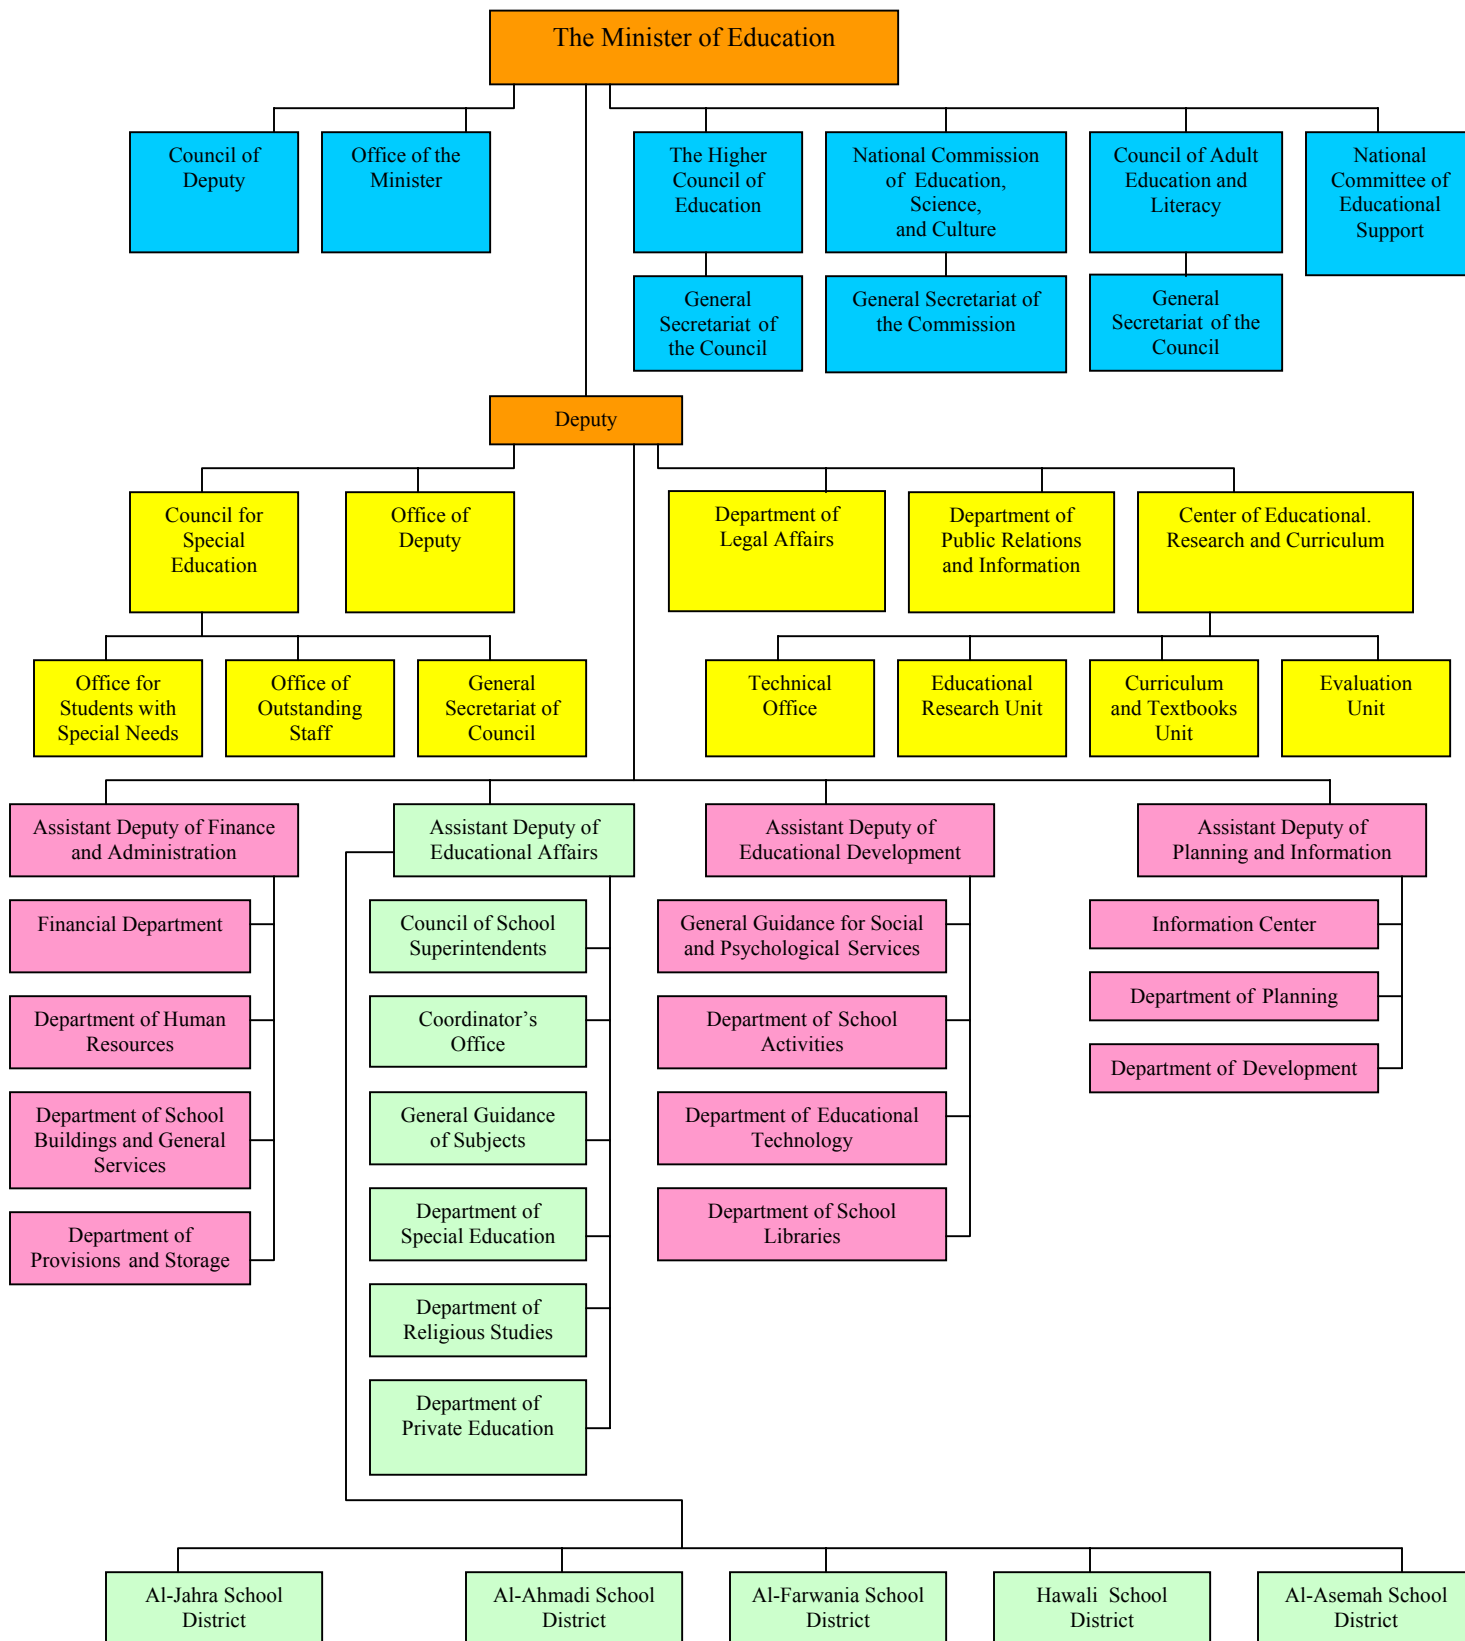 The Minister of Education
Council of
Deputy
Office of the
Minister
The Higher
Council of
Education
National Commission
of Education,
Science,
and Culture
Council of Adult
Education and
Literacy
National
Committee of
Educational
Support
General
Secretariat of
the Council
General Secretariat of
the Commission
General
Secretariat of the
Council
Deputy
Council for
Special
Education
Office of
Deputy
Department of
Legal Affairs
Department of
Public Relations
and Information
Center of Educational.
Research and Curriculum
Office for
Students with
Special Needs
Office of
Outstanding
Staff
General
Secretariat of
Council
Technical
Office
Educational
Research Unit
Curriculum
and Textbooks
Unit
Evaluation
Unit
Assistant Deputy of Finance
and Administration
Assistant Deputy of
Educational Affairs
Assistant Deputy of
Educational Development
Assistant Deputy of
Planning and Information
Financial Department
Department of Human
Resources
Department of School
Buildings and General
Services
Department of
Provisions and Storage
Council of School
Superintendents
Coordinator’s
Office
General Guidance
of Subjects
Department of
Special Education
Department of
Religious Studies
Department of
Private Education
General Guidance for Social
and Psychological Services
Department of School
Activities
Department of Educational
Technology
Department of School
Libraries
Information Center
Department of Planning
Department of Development
Al-Jahra School
District
Al-Ahmadi School
District
Al-Farwania School
District
Hawali School
District
Al-Asemah School
District